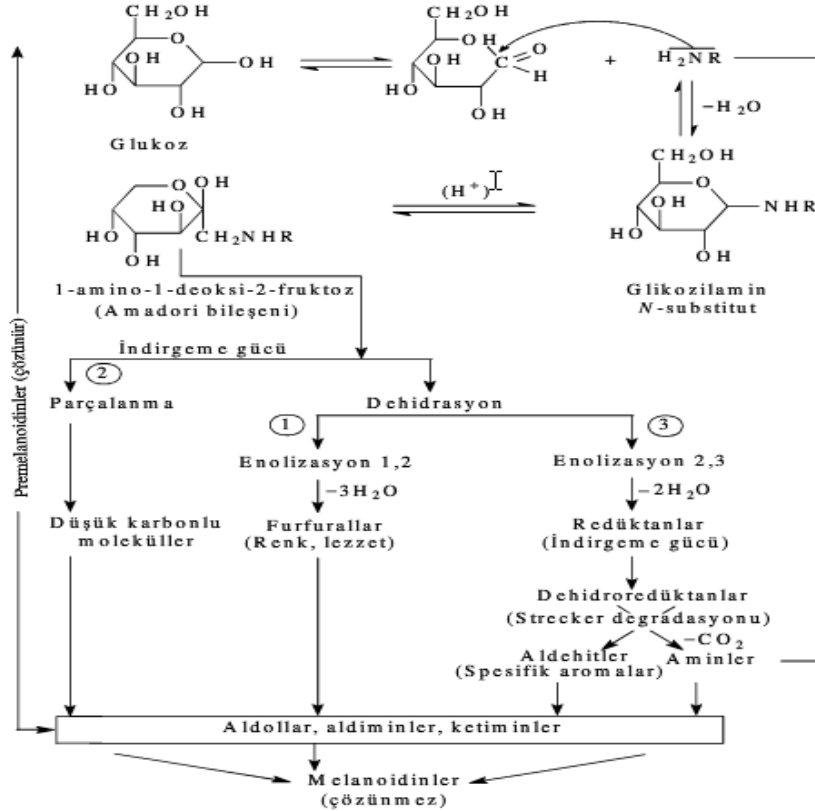 CH₂OH
O
OH
OH
HO
OH
Glukoz
CH₂OH
OH
OH
C
O
H
HO
OH
+
H₂NR
−H₂O
CH₂OH
O
OH
NHR
HO
OH
Glikozilamin
N-substitut
(H⁺)
O
OH
HO
CH₂NHR
HO
OH
1-amino-1-deoksi-2-fruktoz
(Amadori bileşeni)
İndirgeme gücü
2
Parçalanma
Dehidrasyon
1
3
Enolizasyon 1,2
Enolizasyon 2,3
−3H₂O
−2H₂O
Düşük karbonlu
moleküller
Furfurallar
(Renk, lezzet)
Redüktanlar
(İndirgeme gücü)
Dehidroredüktanlar
(Strecker degradasyonu)
−CO₂
Aldehitler
(Spesifik aromalar)
Aminler
Premelanoidinler (çözünür)
Aldollar, aldiminler, ketiminler
Melanoidinler
(çözünmez)